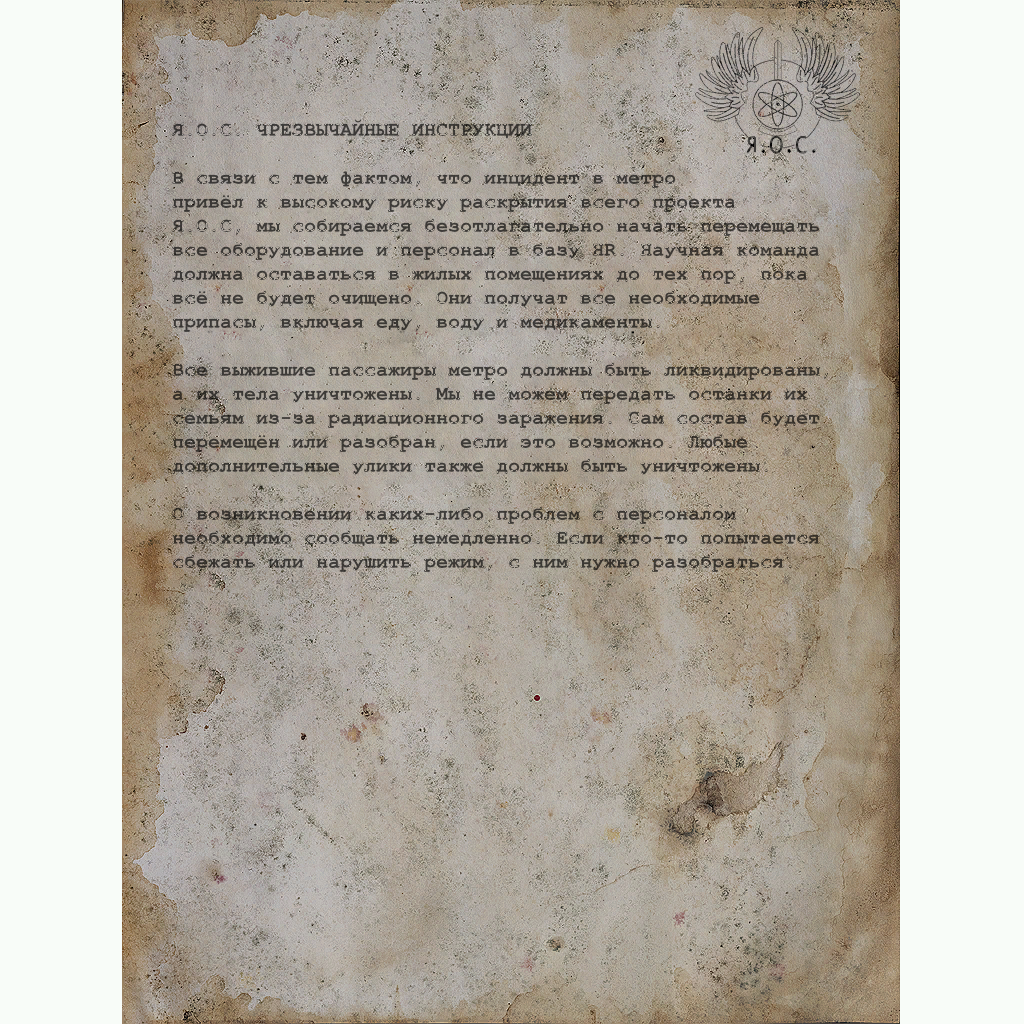 Я.О.С.
Я.О.С. ЧРЕЗВЫЧАЙНЫЕ ИНСТРУКЦИИ
В связи с тем фактом, что инцидент в метро
привёл к высокому риску раскрытия всего проекта
Я.О.С, мы собираемся безотлагательно начать перемещать
все оборудование и персонал в базу ЯR. Научная команда
должна оставаться в жилых помещениях до тех пор, пока
всё не будет очищено. Они получат все необходимые
припасы, включая еду, воду и медикаменты.
Все выжившие пассажиры метро должны быть ликвидированы,
а их тела уничтожены. Мы не можем передать останки их
семьям из-за радиационного заражения. Сам состав будет
перемещён или разобран, если это возможно. Любые
дополнительные улики также должны быть уничтожены.
О возникновении каких-либо проблем с персоналом
необходимо сообщать немедленно. Если кто-то попытается
сбежать или нарушить режим, с ним нужно разобраться.